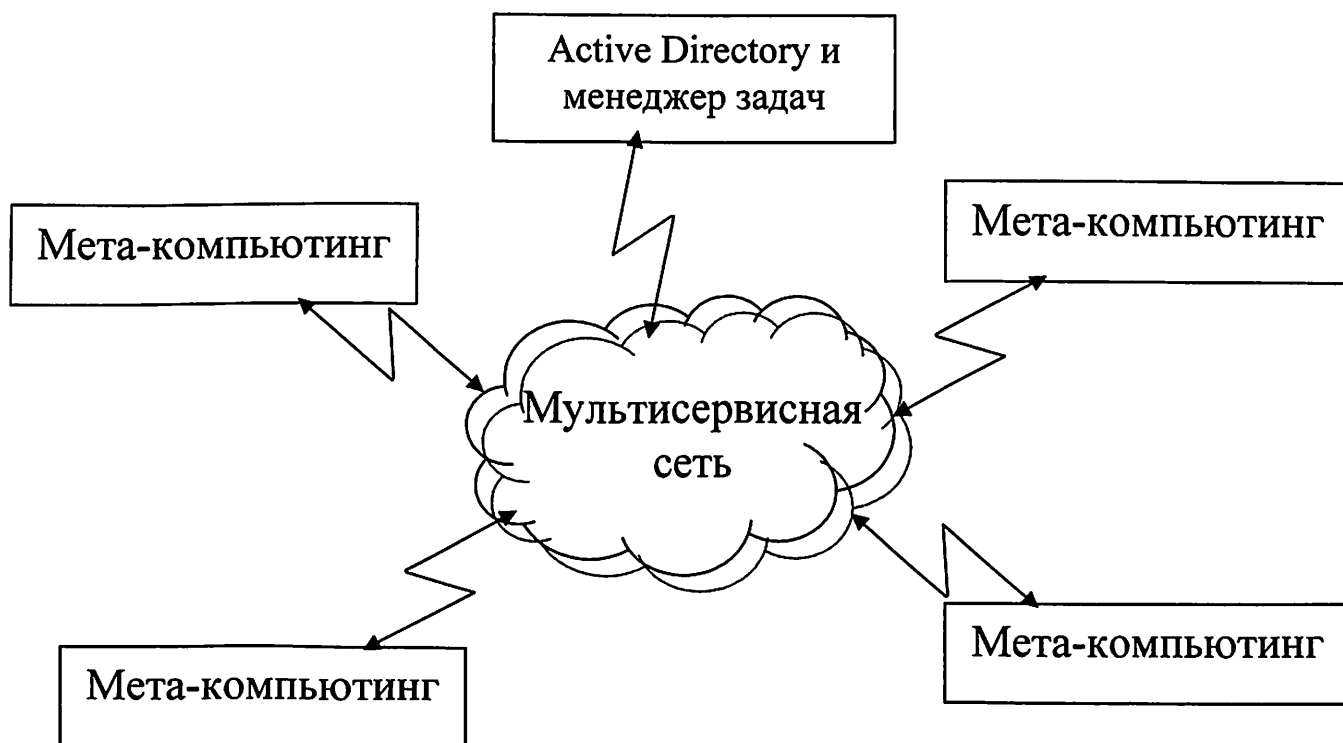 Active Directory и
менеджер задач
Мета-компьютинг
Мета-компьютинг
Мультисервисная
сеть
Мета-компьютинг
Мета-компьютинг